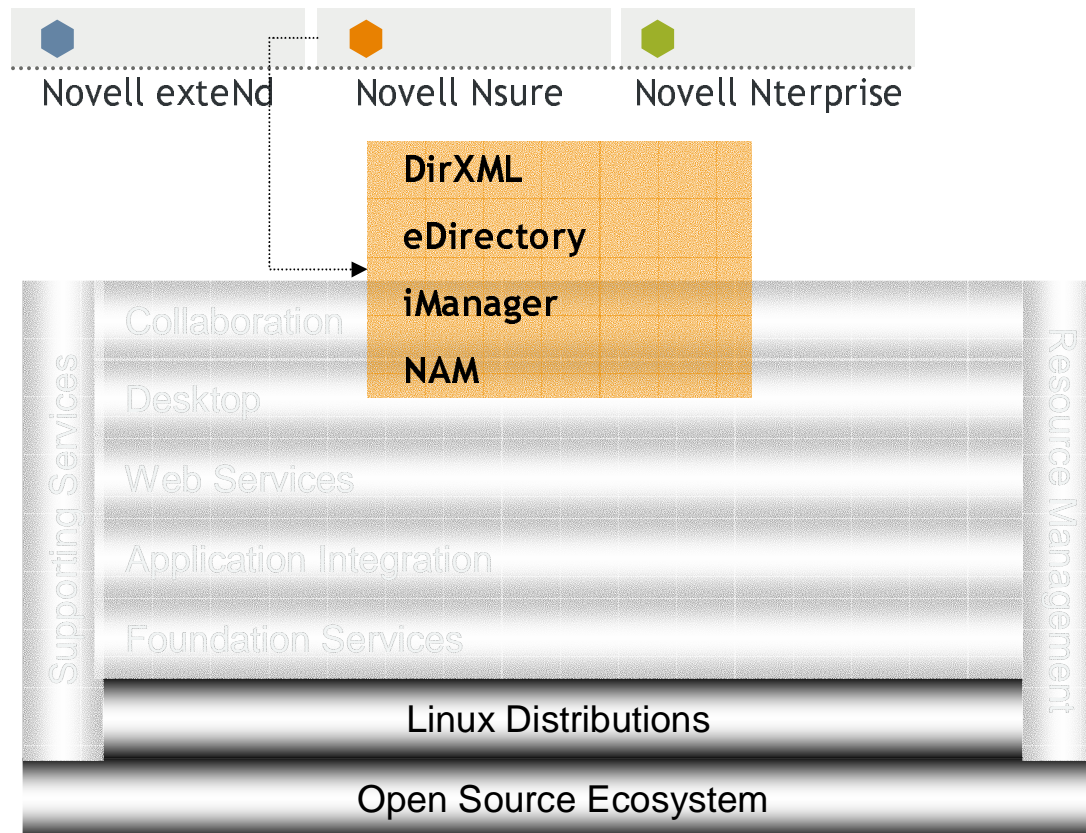 Novell exteNd
Novell Nsure
Novell Nterprise
DirXML
eDirectory
iManager
NAM
Collaboration
Desktop
Web Services
Application Integration
Foundation Services
Supporting Services
Resource Management
Linux Distributions
Open Source Ecosystem